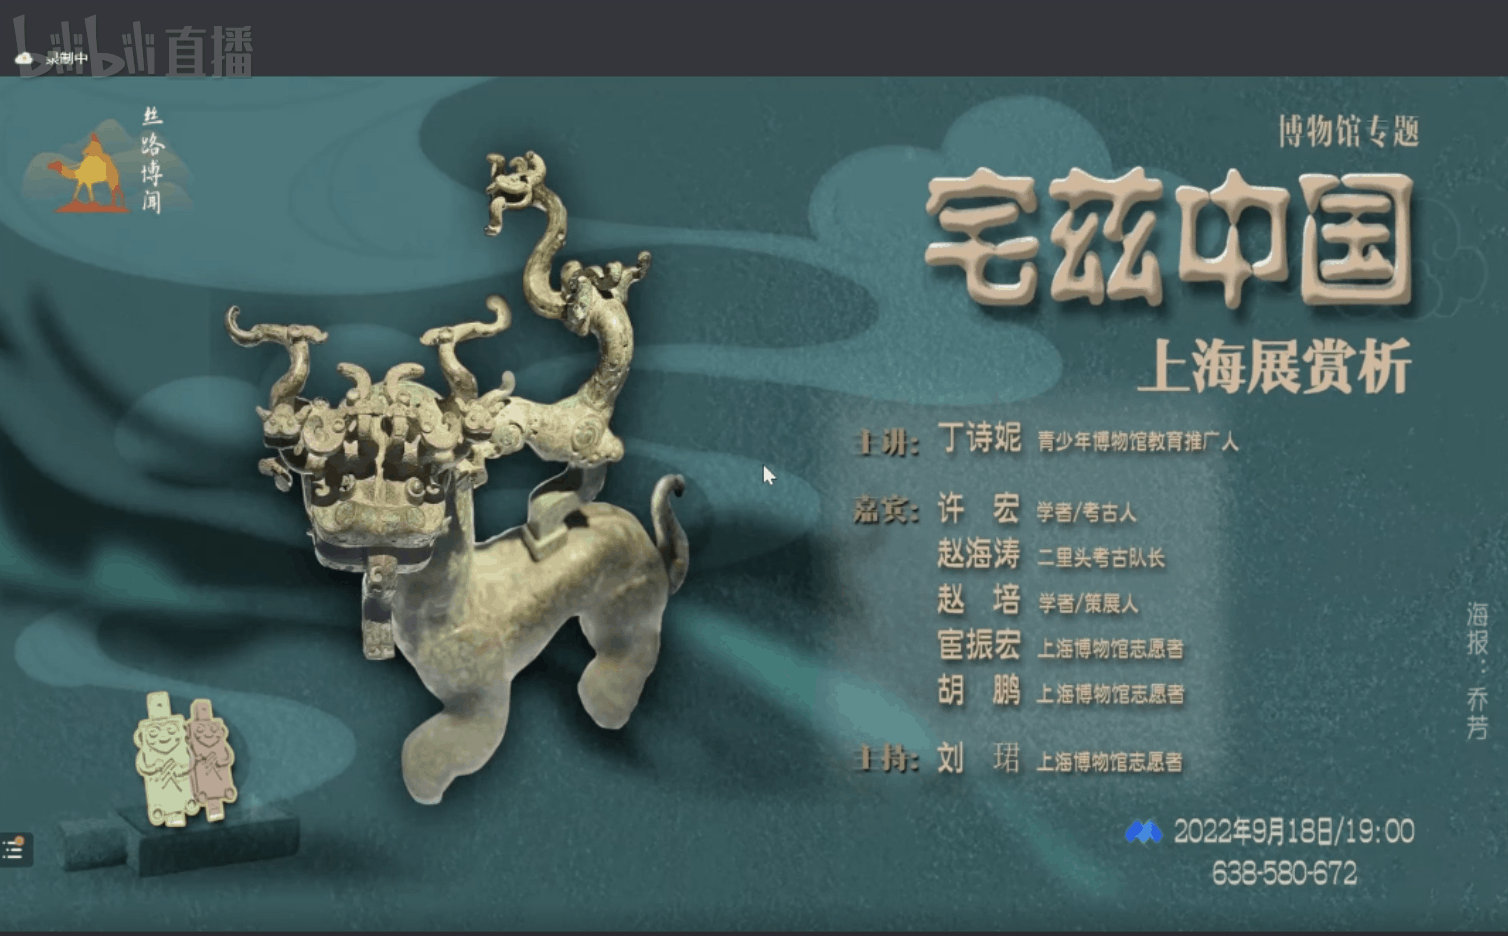 bilibili直播
录制中
丝路博闻
博物馆专题
宅兹中国
上海展赏析
主讲：丁诗妮 青少年博物馆教育推广人
嘉宾：许 宏 学者/考古人
赵海涛 二里头考古队长
赵 培 学者/策展人
宦振宏 上海博物馆志愿者
胡 鹏 上海博物馆志愿者
主持：刘 珺 上海博物馆志愿者
海报：乔芳
2022年9月18日/19:00
638-580-672